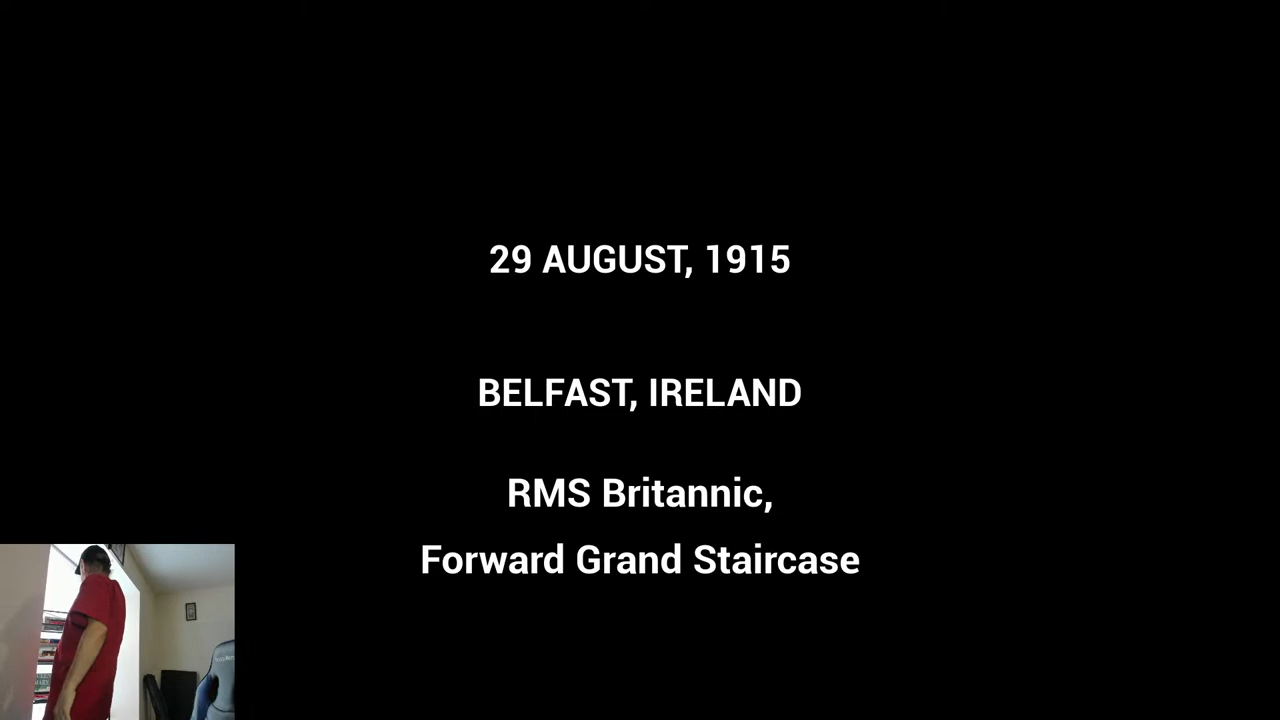 29 AUGUST, 1915
BELFAST, IRELAND
RMS Britannic,
Forward Grand Staircase